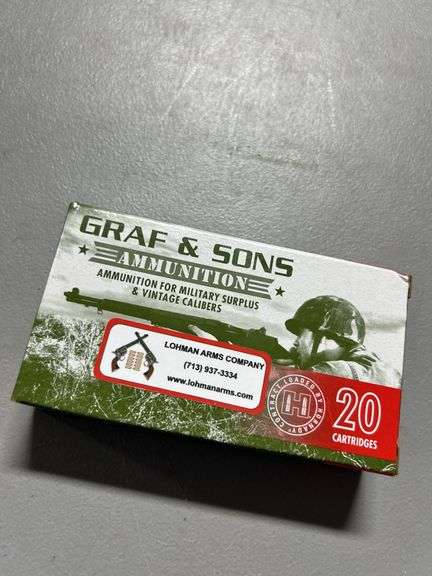 GRAF & SONS
AMMUNITION
AMMUNITION FOR MILITARY SURPLUS
& VINTAGE CALIBERS
LOHMAN ARMS COMPANY
(713) 937-3334
www.lohmanarms.com
CONTRACT LOADED BY HORNADY
H
20
CARTRIDGES